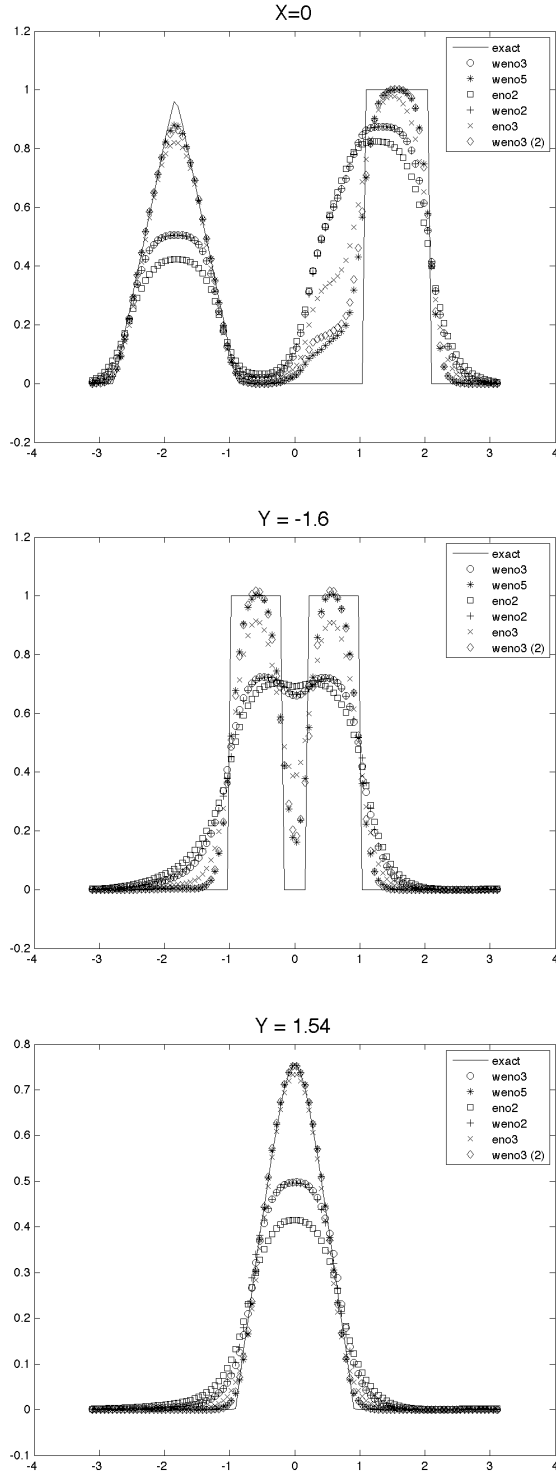 X=0
1.2
1
0.8
0.6
0.4
0.2
0
-0.2
-4 -3 -2 -1 0 1 2 3 4
exact
weno3
weno5
eno2
weno2
eno3
weno3 (2)
Y = -1.6
1.2
1
0.8
0.6
0.4
0.2
0
-0.2
-4 -3 -2 -1 0 1 2 3 4
exact
weno3
weno5
eno2
weno2
eno3
weno3 (2)
Y = 1.54
0.8
0.7
0.6
0.5
0.4
0.3
0.2
0.1
0
-0.1
-4 -3 -2 -1 0 1 2 3 4
exact
weno3
weno5
eno2
weno2
eno3
weno3 (2)